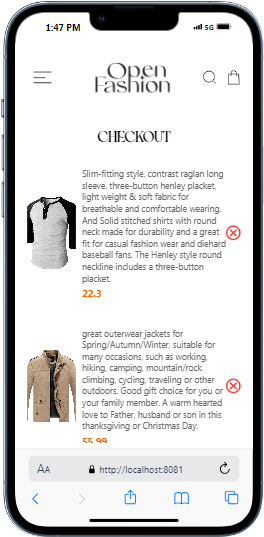 1:47 PM
5G
Open
Fashion
CHECKOUT
Slim-fitting style, contrast raglan long
sleeve, three-button henley placket,
light weight & soft fabric for
breathable and comfortable wearing.
And Solid stitched shirts with round
neck made for durability and a great
fit for casual fashion wear and diehard
baseball fans. The Henley style round
neckline includes a three-button
placket.
22.3
great outerwear jackets for
Spring/Autumn/Winter, suitable for
many occasions, such as working,
hiking, camping, mountain/rock
climbing, cycling, traveling or other
outdoors. Good gift choice for you or
your family member. A warm hearted
love to Father, husband or son in this
thanksgiving or Christmas Day.
55.99
AA
http://localhost:8081